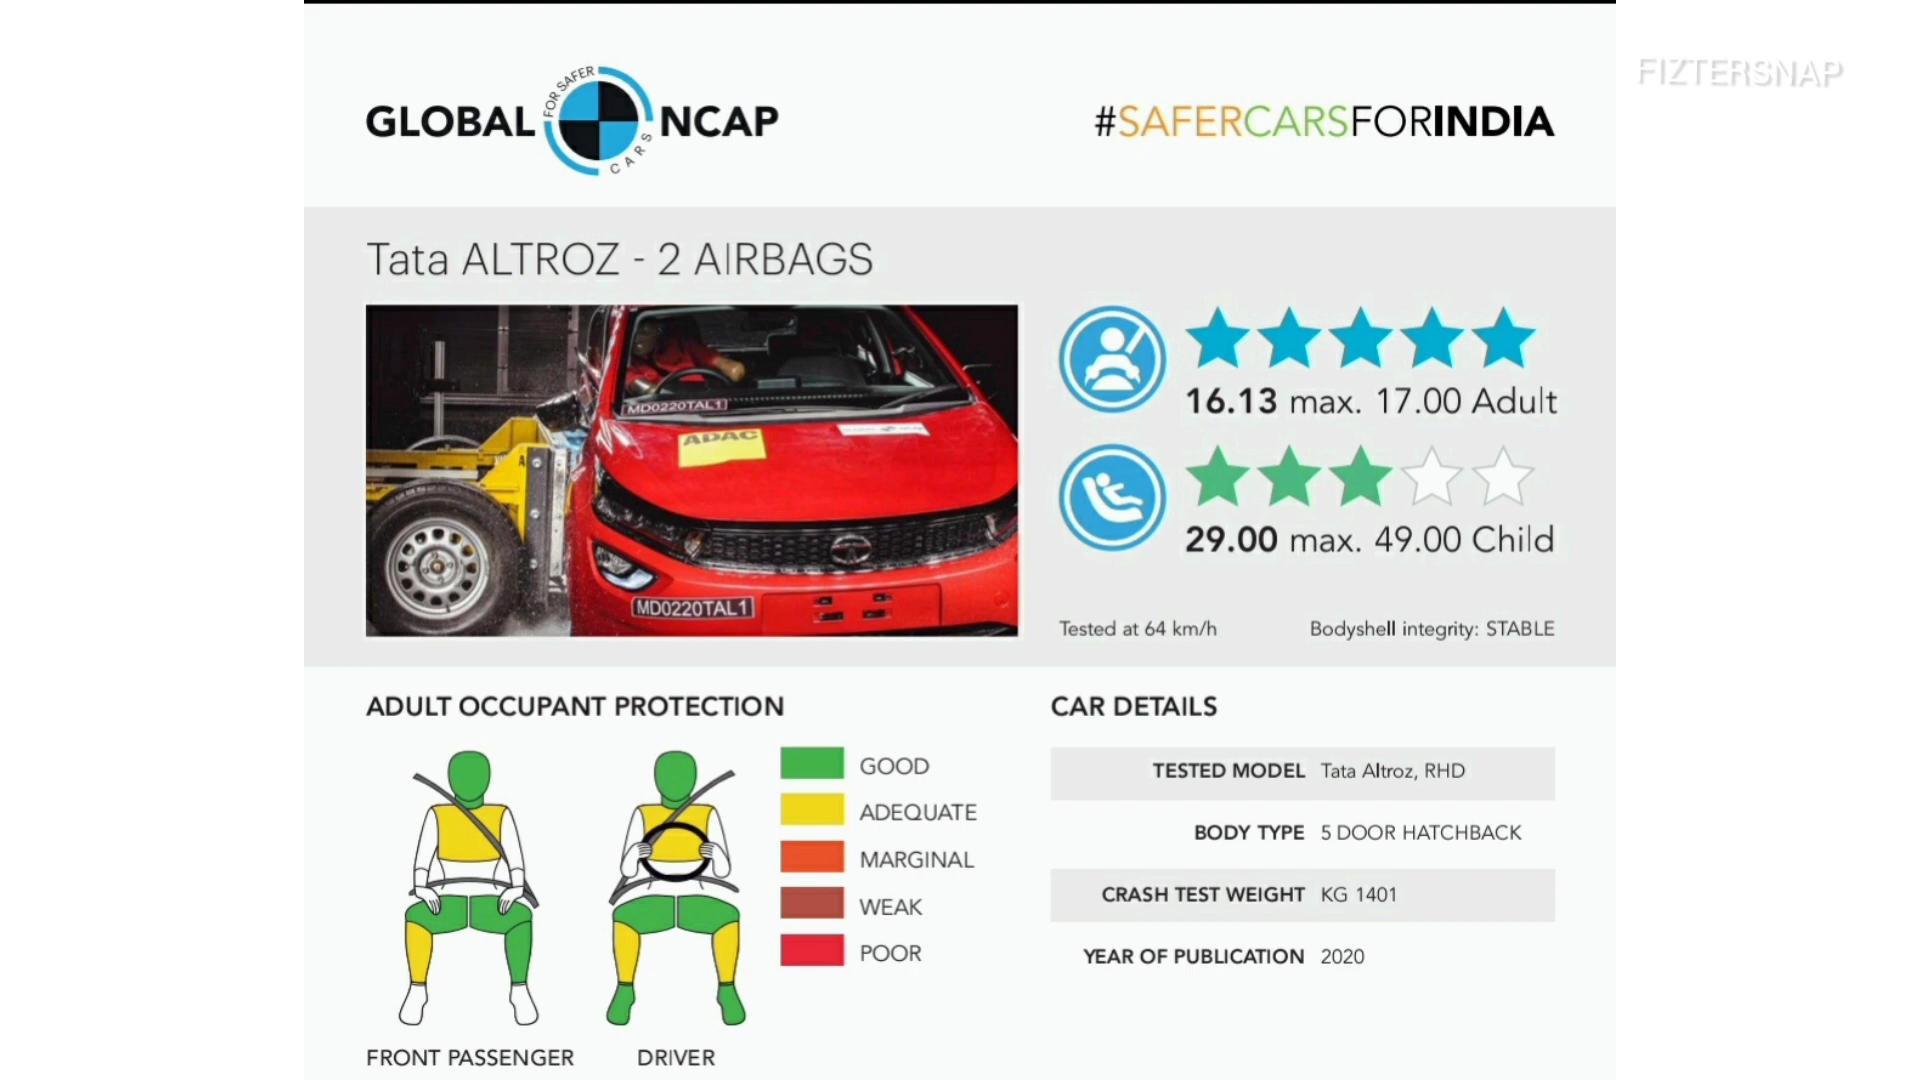 FIZTERSNAP
GLOBAL NCAP
FOR SAFER CARS
#SAFERCARSFORINDIA
Tata ALTROZ - 2 AIRBAGS
MD0220TAL1
ADAC
MD0220TAL1
16.13 max. 17.00 Adult
29.00 max. 49.00 Child
Tested at 64 km/h
Bodyshell integrity: STABLE
ADULT OCCUPANT PROTECTION
GOOD
ADEQUATE
MARGINAL
WEAK
POOR
FRONT PASSENGER
DRIVER
CAR DETAILS
TESTED MODEL Tata Altroz, RHD
BODY TYPE 5 DOOR HATCHBACK
CRASH TEST WEIGHT KG 1401
YEAR OF PUBLICATION 2020